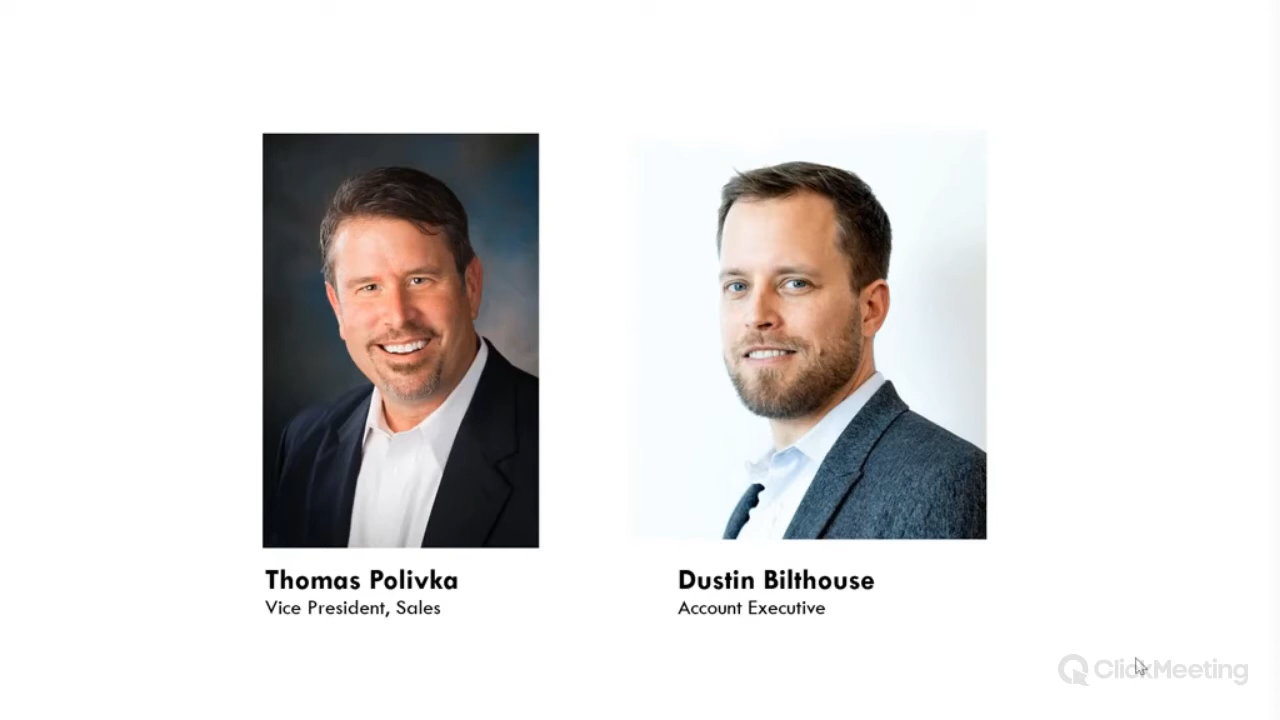 Thomas Polivka
Vice President, Sales
Dustin Bilthouse
Account Executive
ClickMeeting